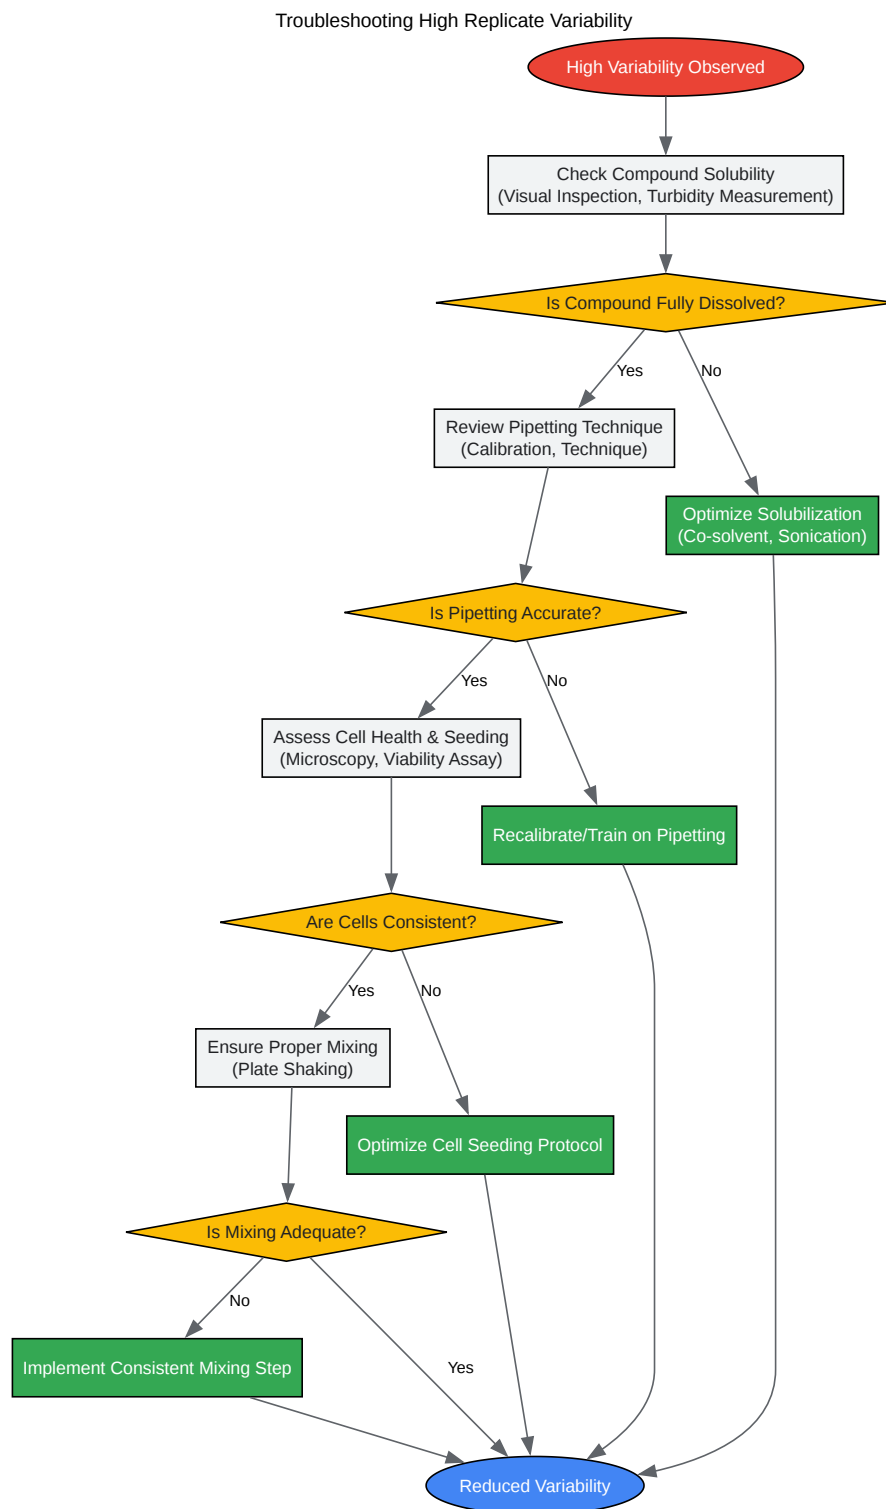 Troubleshooting High Replicate Variability
High Variability Observed
Check Compound Solubility
(Visual Inspection, Turbidity Measurement)
Is Compound Fully Dissolved?
Yes
No
Review Pipetting Technique
(Calibration, Technique)
Optimize Solubilization
(Co-solvent, Sonication)
Is Pipetting Accurate?
Yes
No
Assess Cell Health & Seeding
(Microscopy, Viability Assay)
Recalibrate/Train on Pipetting
Are Cells Consistent?
Yes
No
Ensure Proper Mixing
(Plate Shaking)
Optimize Cell Seeding Protocol
Is Mixing Adequate?
No
Yes
Implement Consistent Mixing Step
Reduced Variability